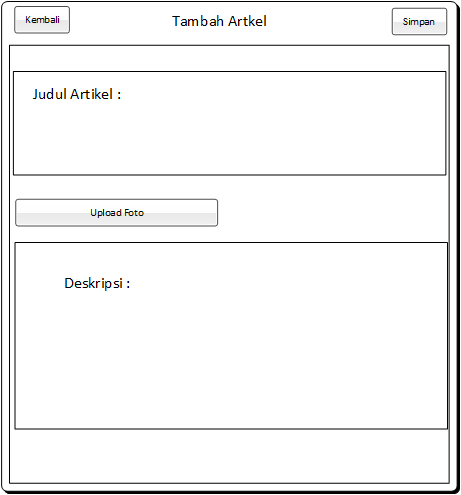 Kembali
Tambah Artkel
Simpan
Judul Artikel :
Upload Foto
Deskripsi :